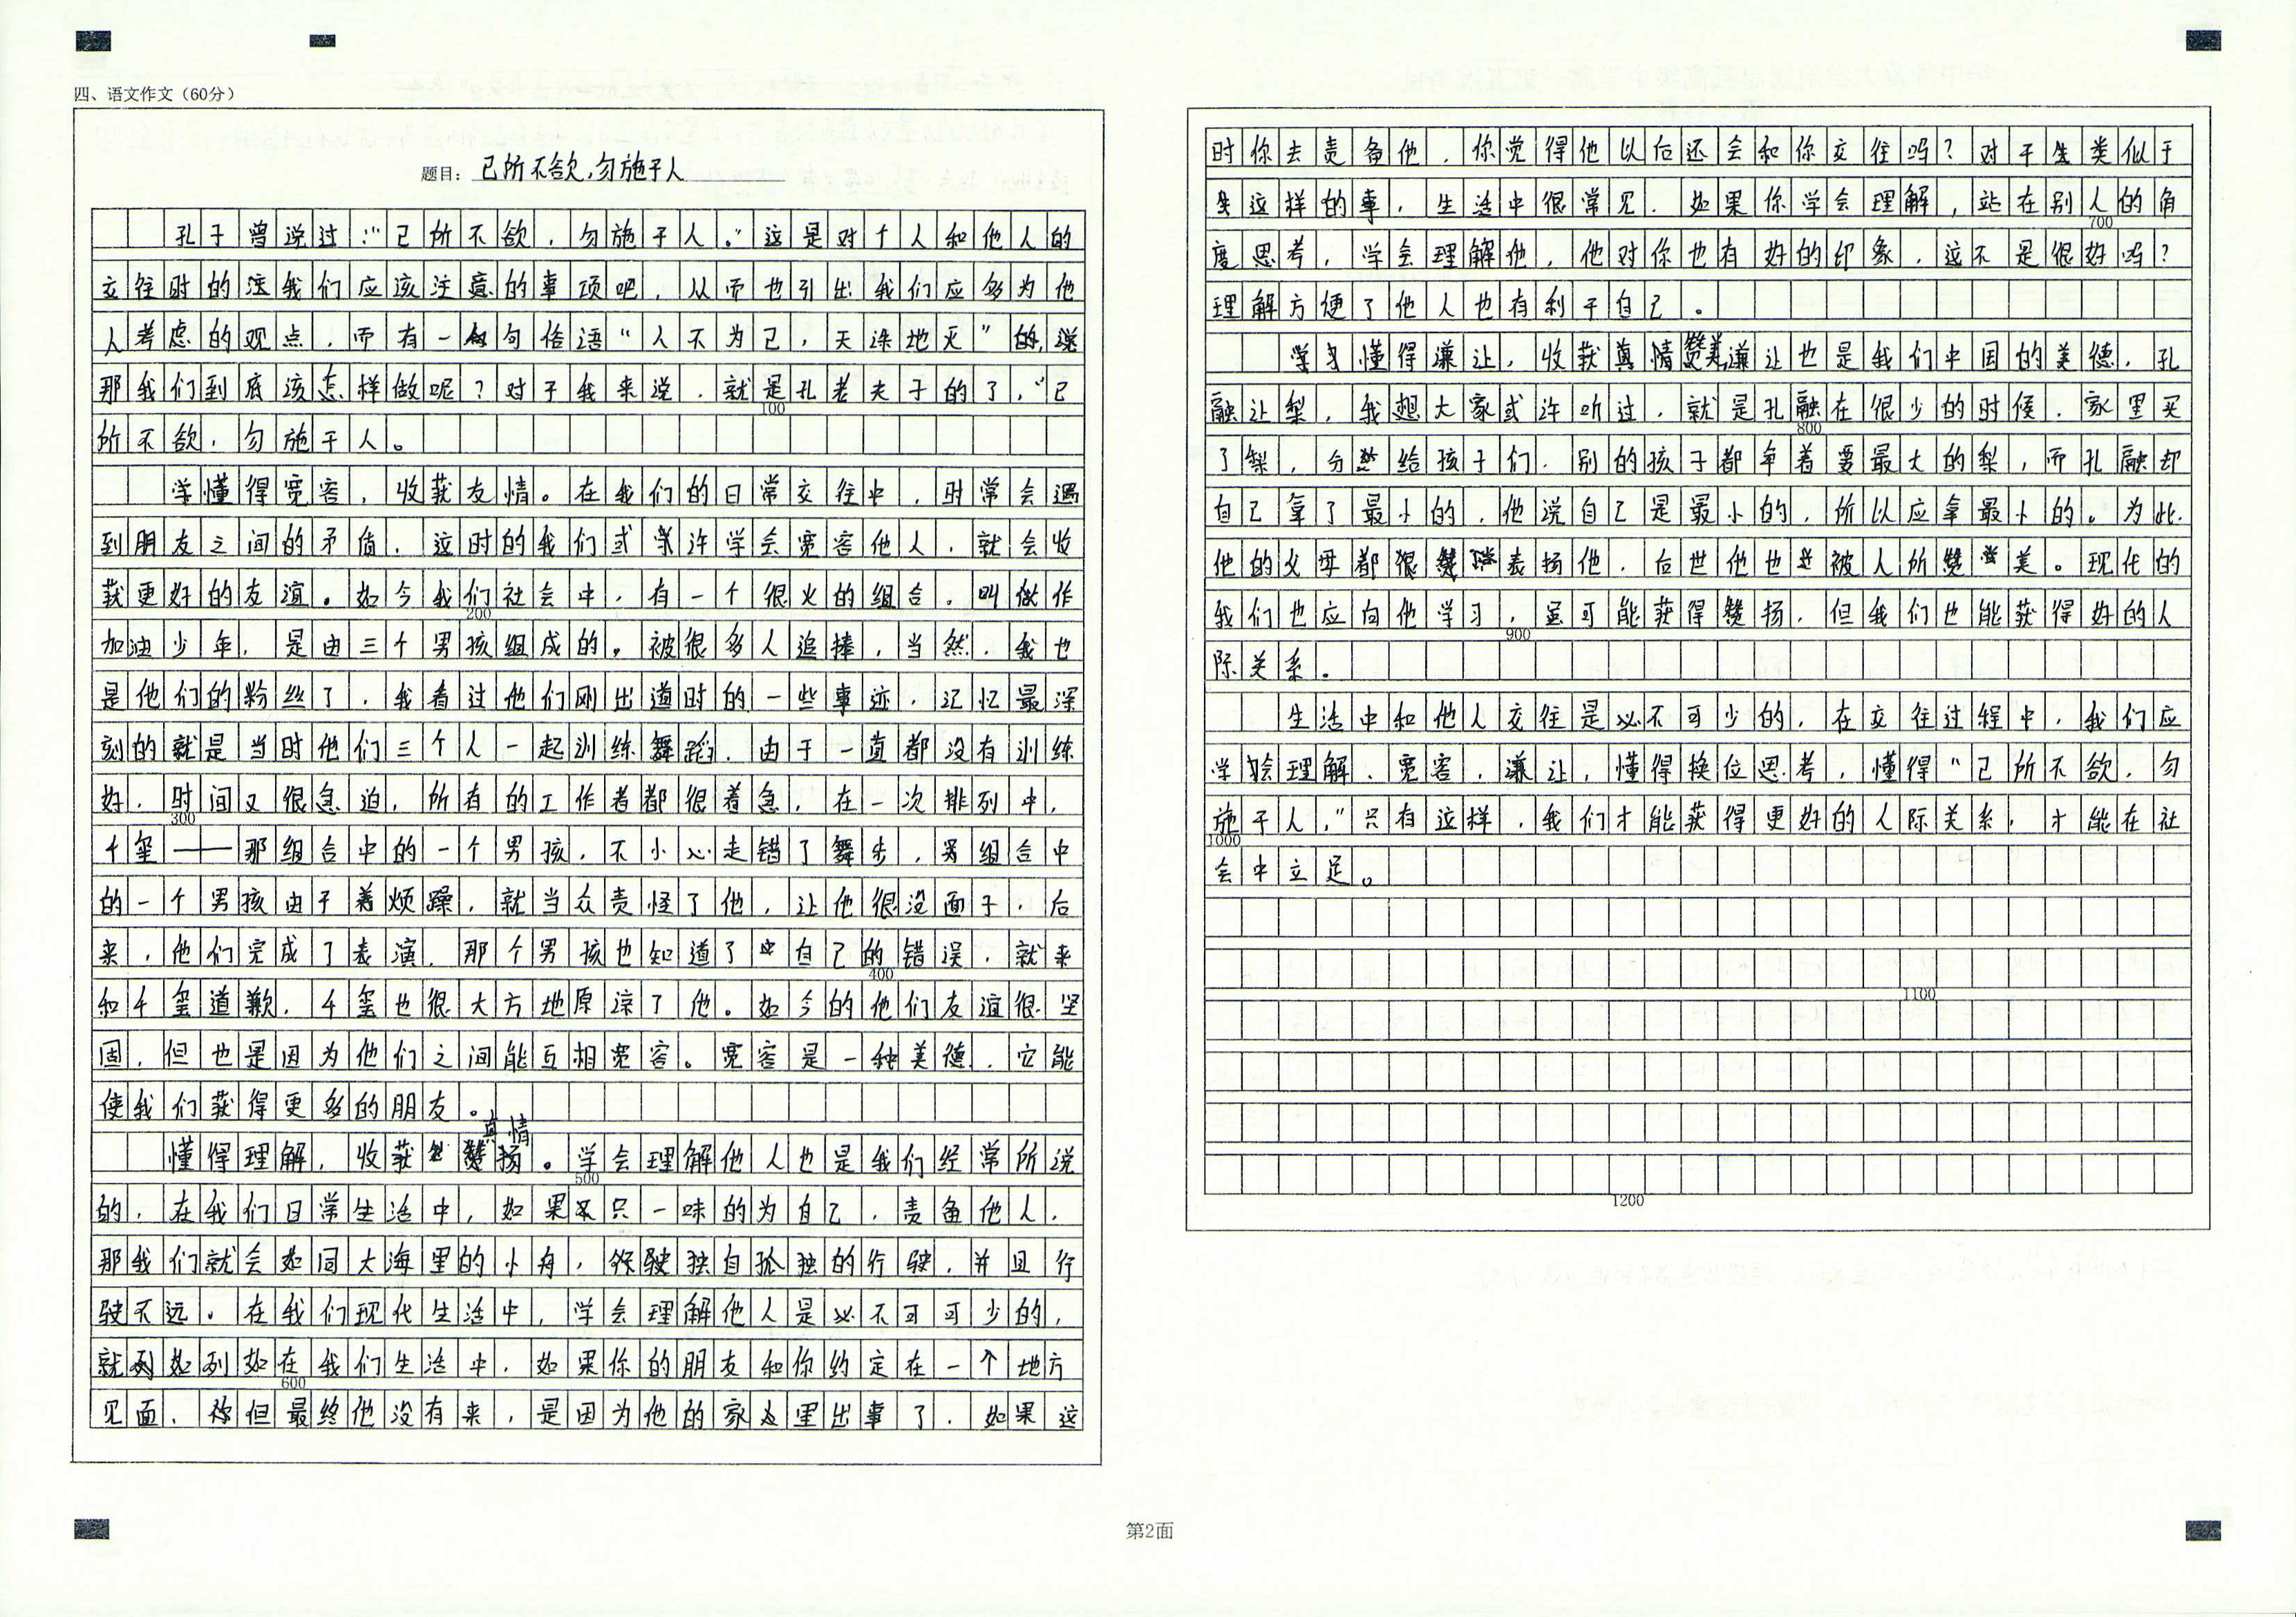 四、语文作文（60分）
题目：己所不欲,勿施于人
孔子曾说过：“己所不欲，勿施于人。”这是对个人和他人的
交往时的注我们应该注意的事项吧，从而也引出我们应多为他
人考虑的观点，而有一句俗语“人不为己，天诛地灭”的,说
那我们到底该怎样做呢？对于我来说，就是孔老夫子的了，“己
100
所不欲，勿施于人。
学懂得宽容，收获友情。在我们的日常交往中，时常会遇
到朋友之间的矛盾，这时的我们或许学会宽容他人，就会收
获更好的友谊。如今我们社会中，有一个很火的组合，叫做作
200
加油少年，是由三个男孩组成的。被很多人追捧，当然，我也
是他们的粉丝了，我看过他们刚出道时的一些事迹，记忆最深
刻的就是当时他们三个人一起训练舞蹈，由于一直都没有训练
好，时间又很急迫，所有的工作者都很着急，在一次排列中，
300
千玺——那组合中的一个男孩，不小心走错了舞步，另组合中
的一个男孩由于烦躁，就当众责怪了他，让他很没面子，后
来，他们完成了表演，那个男孩也知道了自己的错误，就来
400
和千玺道歉，千玺也很大方地原谅了他。如今的他们友谊很坚
固，但也是因为他们之间能互相宽容。宽容是一种美德，它能
使我们获得更多的朋友。
懂得理解，收获真情。学会理解他人也是我们经常所说
500
的，在我们日常生活中，如果只一味的为自己，责备他人，
那我们就会如同大海里的小舟，独自孤独的行驶，并且行
驶不远。在我们现代生活中，学会理解他人是必不可可少的，
就如列如在我们生活中，如果你的朋友和你约定在一个地方
600
见面，但最终他没有来，是因为他的家里出事了，如果这
时你去责备他，你觉得他以后还会和你交往吗？对于类似于
这样的事，生活中很常见，如果你学会理解，站在别人的角
700
度思考，学会理解他，他对你也有好的印象，这不是很好吗？
理解方便了他人也有利于自己。
学习懂得谦让，收获赞美，谦让也是我们中国的美德，孔
融让梨，我想大家或许听过，就是孔融在很少的时候，家里买
800
了梨，分给孩子们，别的孩子都争着要最大的梨，而孔融却
自己拿了最小的，他说自己是最小的，所以应拿最小的。为此，
他的父母都很表扬他，后世他也被人所赞美。现代的
我们也应向他学习，虽可能获得赞扬，但我们也能获得好的人
900
际关系。
生活中和他人交往是必不可少的，在交往过程中，我们应
学会理解、宽容，谦让，懂得换位思考，懂得“己所不欲，勿
施于人，”只有这样，我们才能获得更好的人际关系，才能在社
1000
会中立足。
1100
1200
第2面